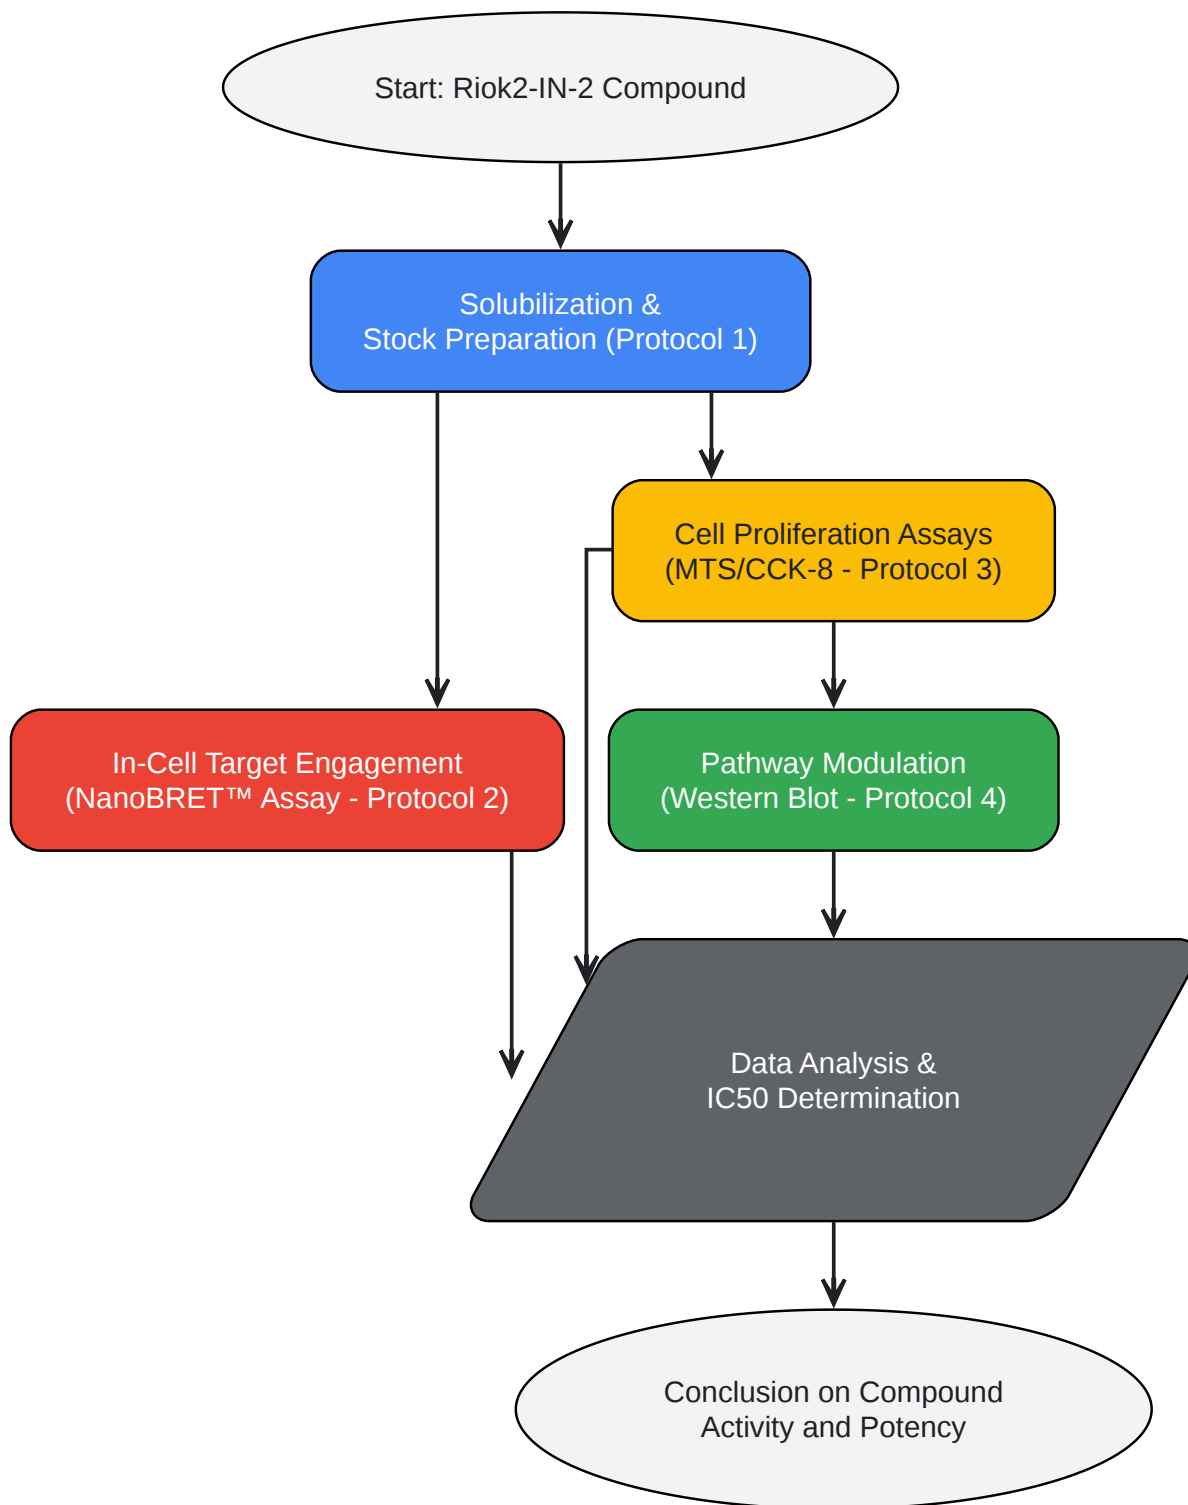 Start: Riok2-IN-2 Compound
Solubilization &
Stock Preparation (Protocol 1)
Cell Proliferation Assays
(MTS/CCK-8 - Protocol 3)
In-Cell Target Engagement
(NanoBRET™ Assay - Protocol 2)
Pathway Modulation
(Western Blot - Protocol 4)
Data Analysis &
IC50 Determination
Conclusion on Compound
Activity and Potency